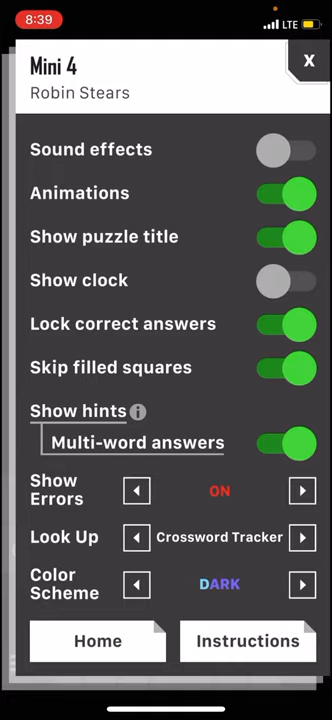 8:39
LTE
Mini 4
X
Robin Stears
Sound effects
Animations
Show puzzle title
Show clock
Lock correct answers
Skip filled squares
Show hints i
Multi-word answers
Show
Errors
ON
Look Up
Crossword Tracker
Color
Scheme
DARK
Home
Instructions